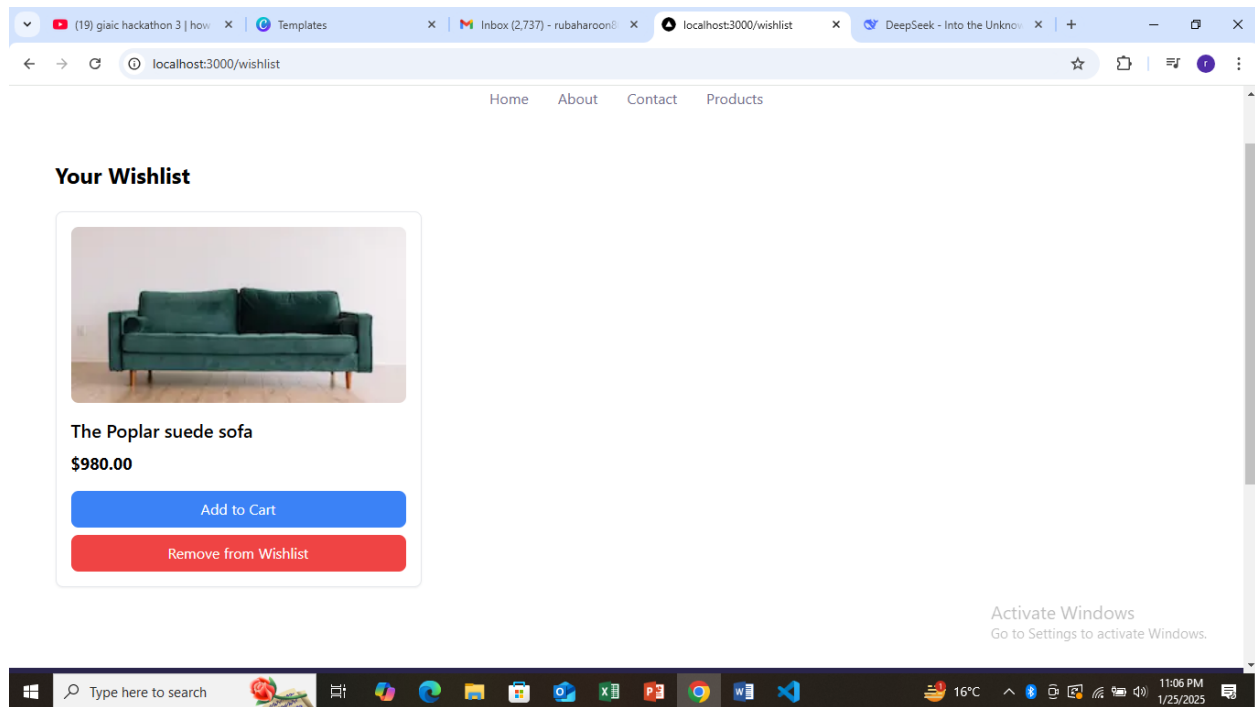 (19) giaic hackathon 3 | how
Templates
Inbox (2,737) - rubaharoon8
localhost:3000/wishlist
DeepSeek - Into the Unknow
localhost:3000/wishlist
r
Home About Contact Products
Your Wishlist
The Poplar suede sofa
$980.00
Add to Cart
Remove from Wishlist
Activate Windows
Go to Settings to activate Windows.
Type here to search
16°C
11:06 PM
1/25/2025